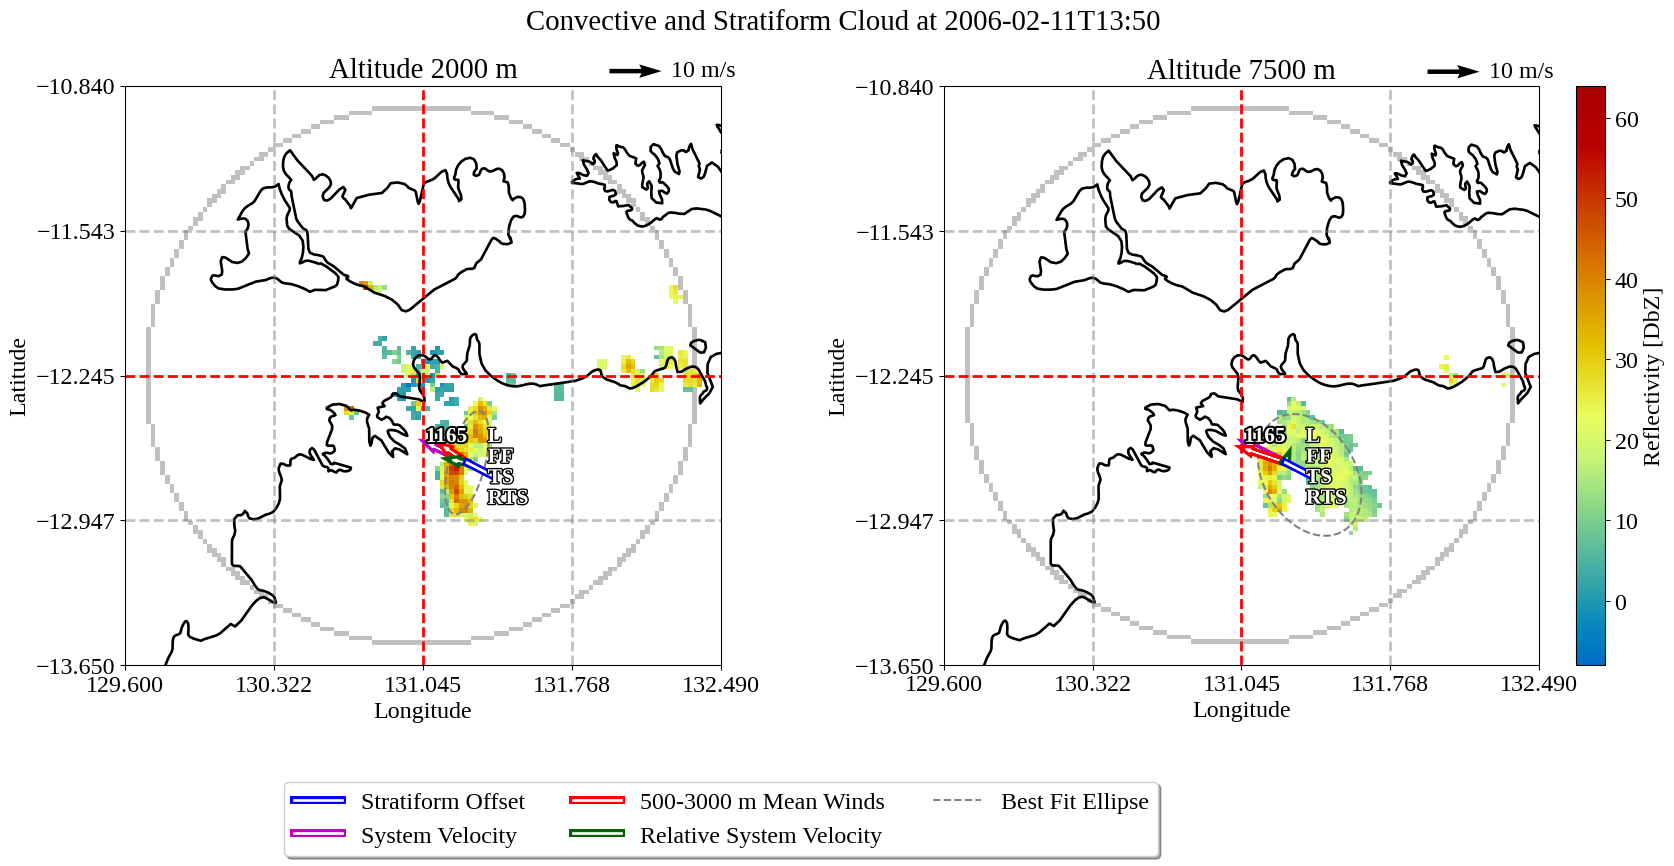 Convective and Stratiform Cloud at 2006-02-11T13:50
Altitude 2000 m
10 m/s
Altitude 7500 m
10 m/s
−10.840
−11.543
−12.245
−12.947
−13.650
129.600
130.322
131.045
131.768
132.490
Longitude
Latitude
1165
L
FF
TS
RTS
−10.840
−11.543
−12.245
−12.947
−13.650
129.600
130.322
131.045
131.768
132.490
Longitude
Latitude
1165
L
FF
TS
RTS
60
50
40
30
20
10
0
Reflectivity [DbZ]
Stratiform Offset
500-3000 m Mean Winds
Best Fit Ellipse
System Velocity
Relative System Velocity